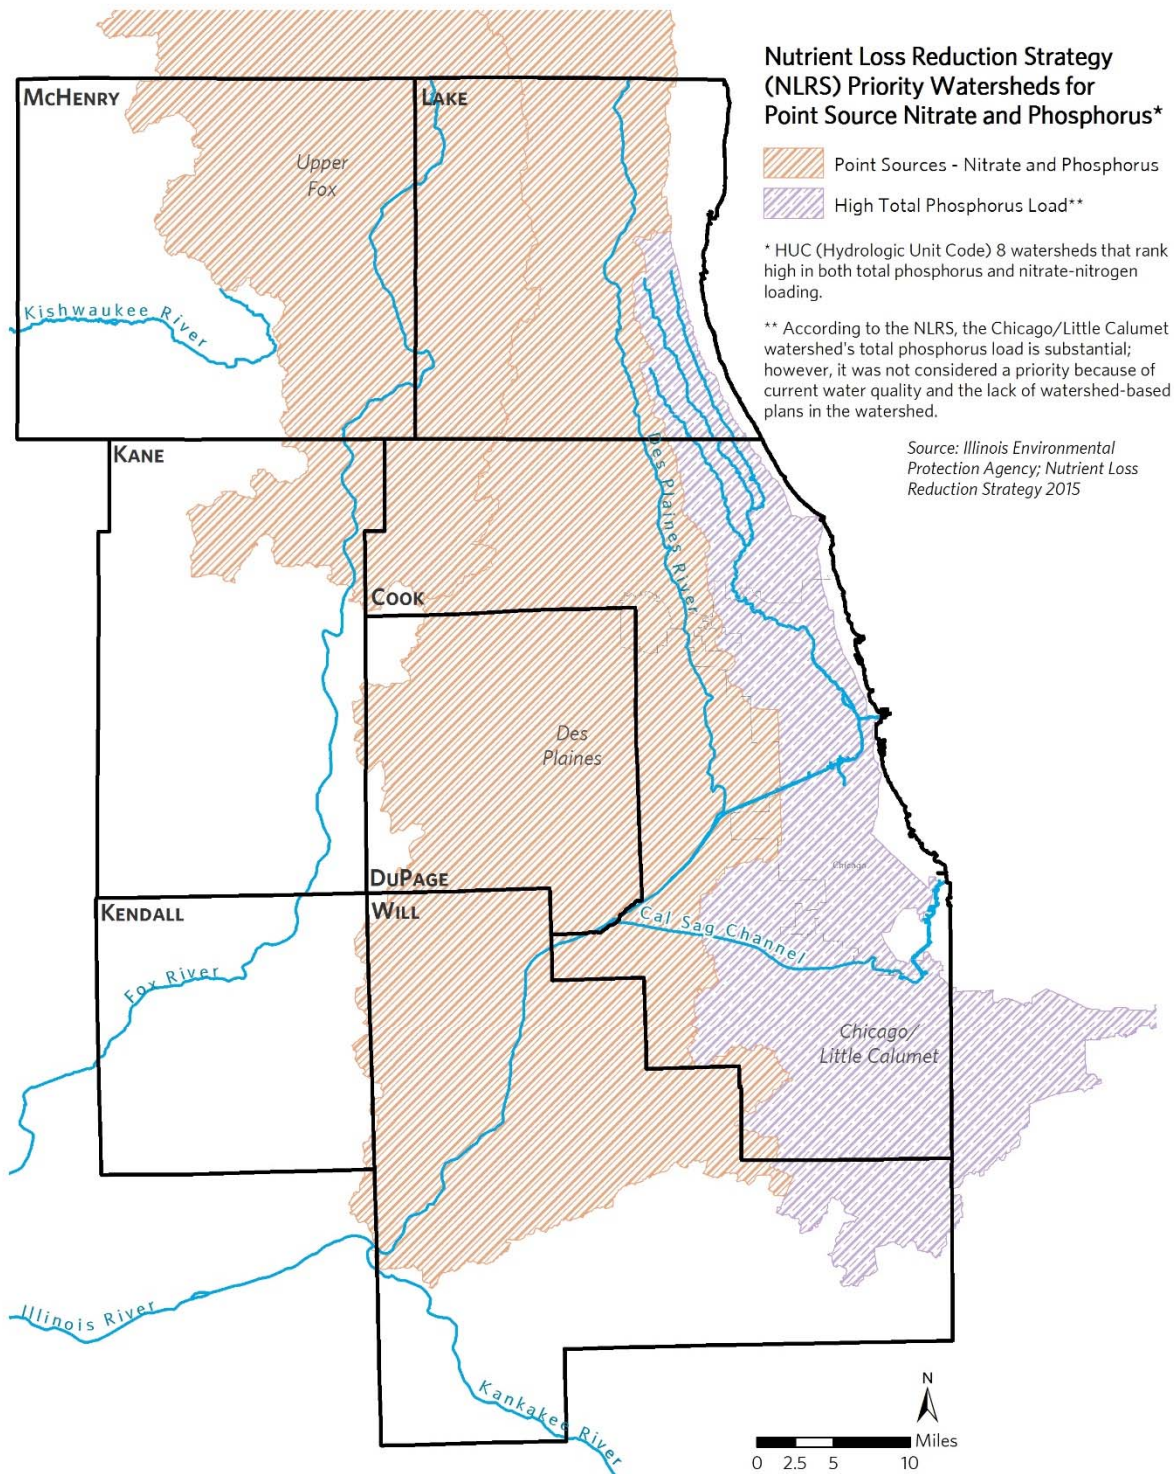 Nutrient Loss Reduction Strategy
(NLRS) Priority Watersheds for
Point Source Nitrate and Phosphorus*
Point Sources - Nitrate and Phosphorus
High Total Phosphorus Load**
* HUC (Hydrologic Unit Code) 8 watersheds that rank
high in both total phosphorus and nitrate-nitrogen
loading.
** According to the NLRS, the Chicago/Little Calumet
watershed's total phosphorus load is substantial;
however, it was not considered a priority because of
current water quality and the lack of watershed-based
plans in the watershed.
Source: Illinois Environmental
Protection Agency; Nutrient Loss
Reduction Strategy 2015
MCHENRY
LAKE
Upper
Fox
Kishwaukee River
KANE
Des Plaines River
COOK
Des
Plaines
Chicago
DUPAGE
KENDALL
WILL
Cal Sag Channel
Fox River
Chicago/
Little Calumet
Illinois River
Kankakee River
N
Miles
0 2.5 5 10